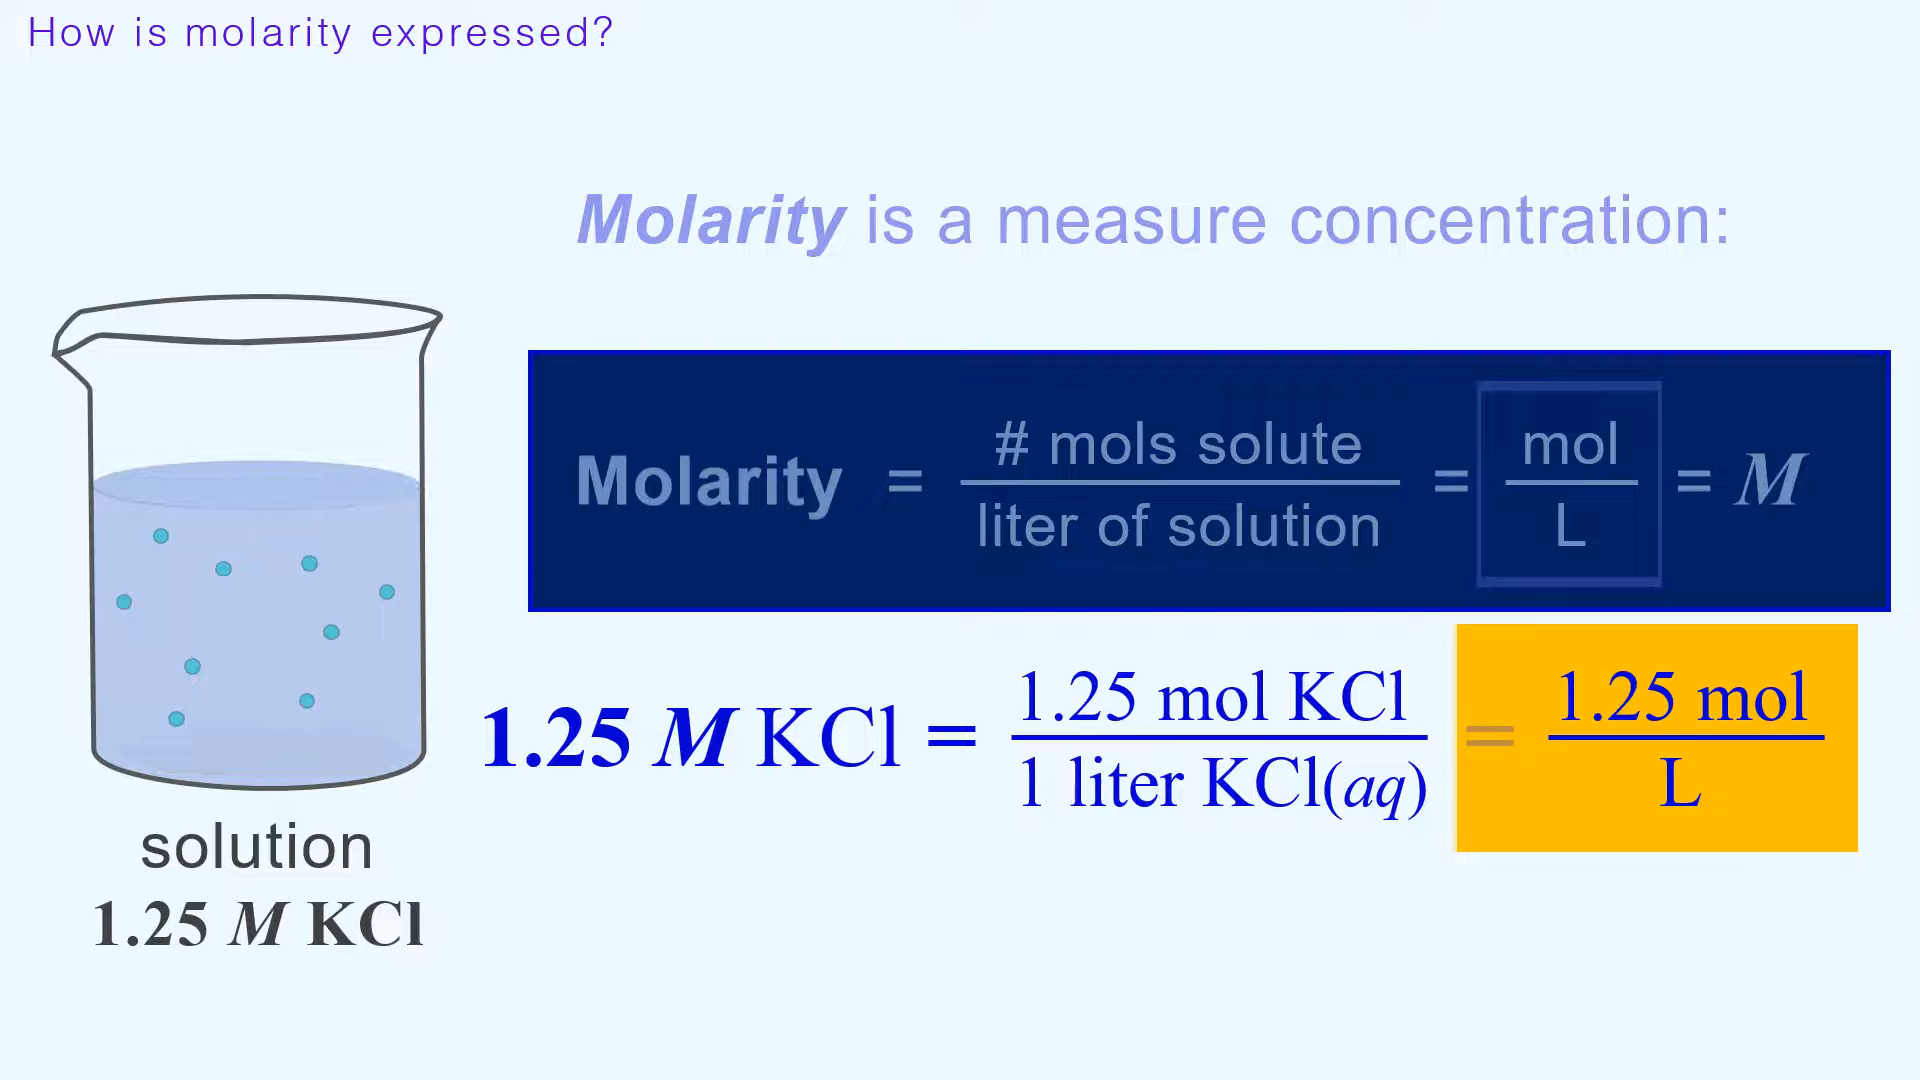 How is molarity expressed?
Molarity is a measure concentration:
Molarity = # mols solute / liter of solution = mol / L = M
1.25 M KCl = 1.25 mol KCl / 1 liter KCl(aq) = 1.25 mol / L
solution
1.25 M KCl